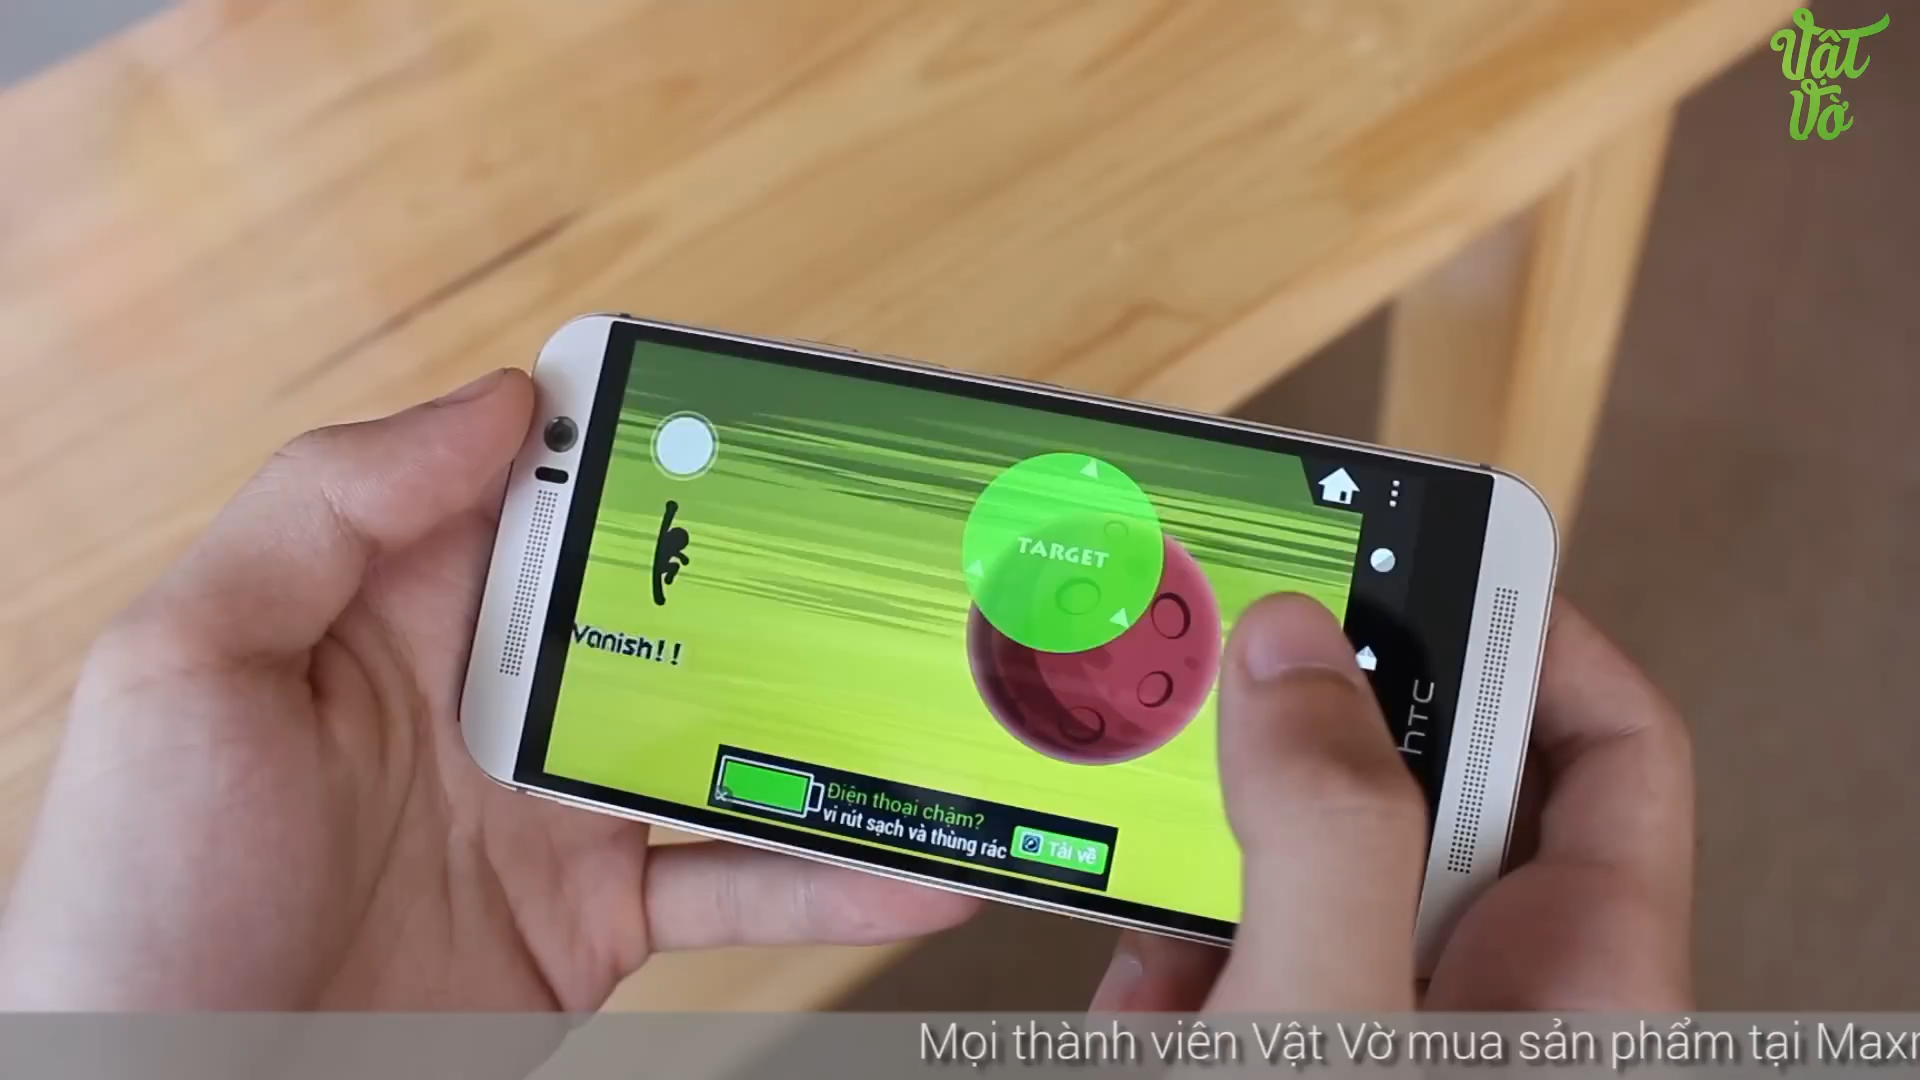 Vật
Vờ
TARGET
Vanish!!
Điện thoại chậm?
vi rút sạch và thùng rác
Tải về
hTC
Mọi thành viên Vật Vờ mua sản phẩm tại